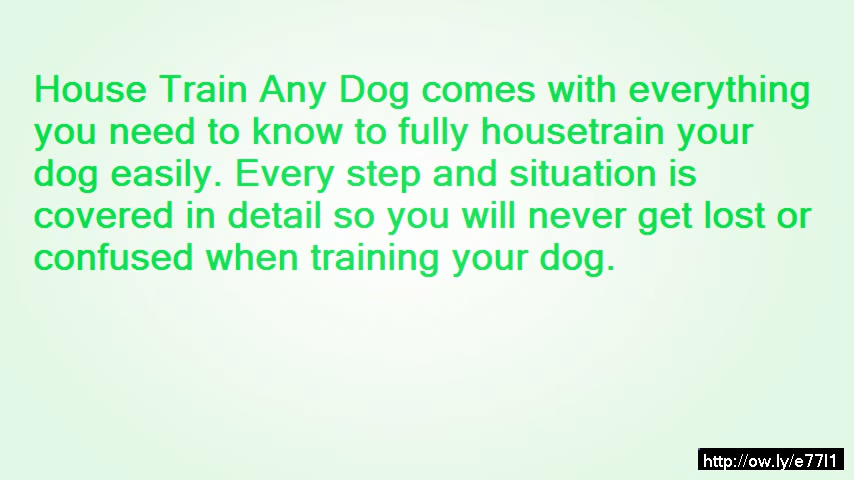 House Train Any Dog comes with everything
you need to know to fully housetrain your
dog easily. Every step and situation is
covered in detail so you will never get lost or
confused when training your dog.
http://ow.ly/e77l1